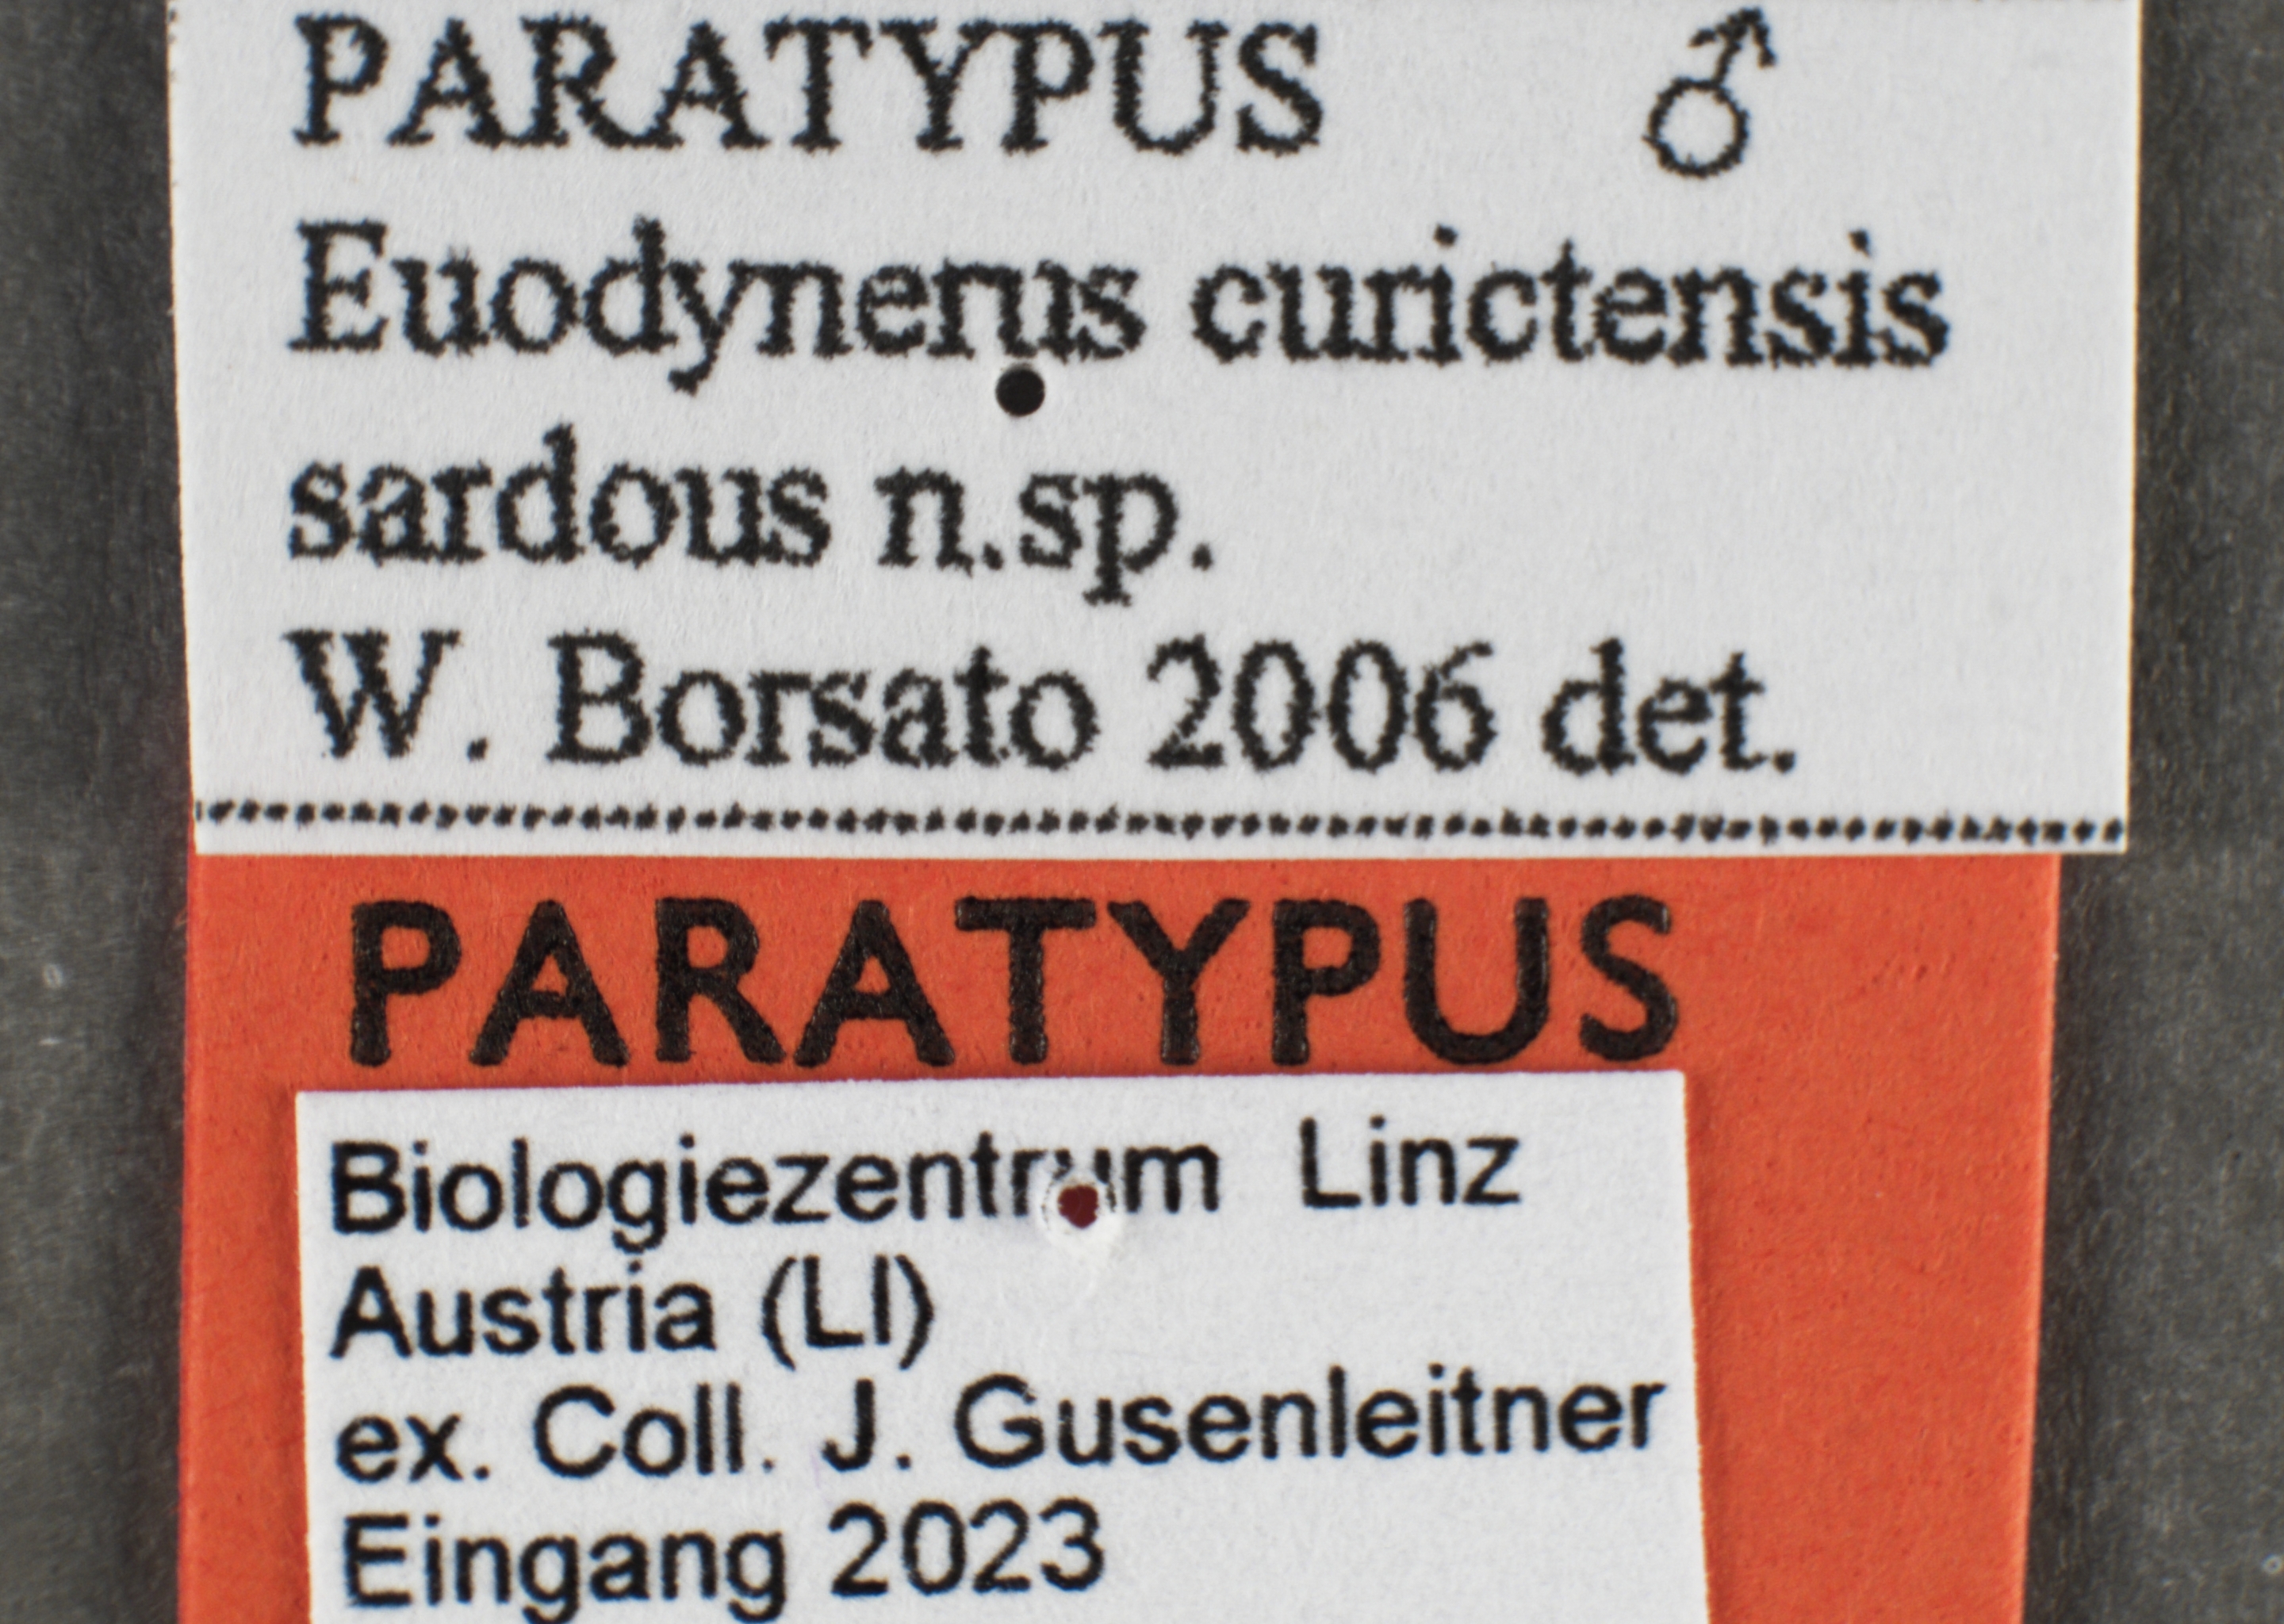 PARATYPUS ♂
Euodynerus curictensis
sardous n.sp.
W. Borsato 2006 det.
PARATYPUS
Biologiezentrum Linz
Austria (LI)
ex. Coll. J. Gusenleitner
Eingang 2023